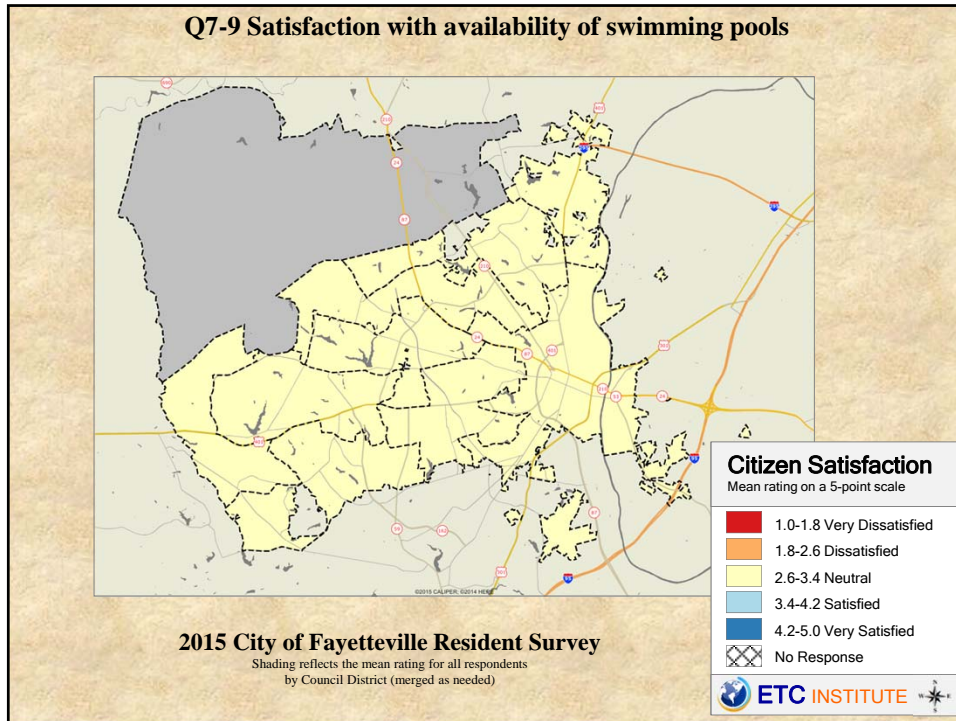 Q7-9 Satisfaction with availability of swimming pools
©2015 CALIPER; ©2014 HERE
Citizen Satisfaction
Mean rating on a 5-point scale
1.0-1.8 Very Dissatisfied
1.8-2.6 Dissatisfied
2.6-3.4 Neutral
3.4-4.2 Satisfied
4.2-5.0 Very Satisfied
No Response
ETC INSTITUTE
2015 City of Fayetteville Resident Survey
Shading reflects the mean rating for all respondents
by Council District (merged as needed)